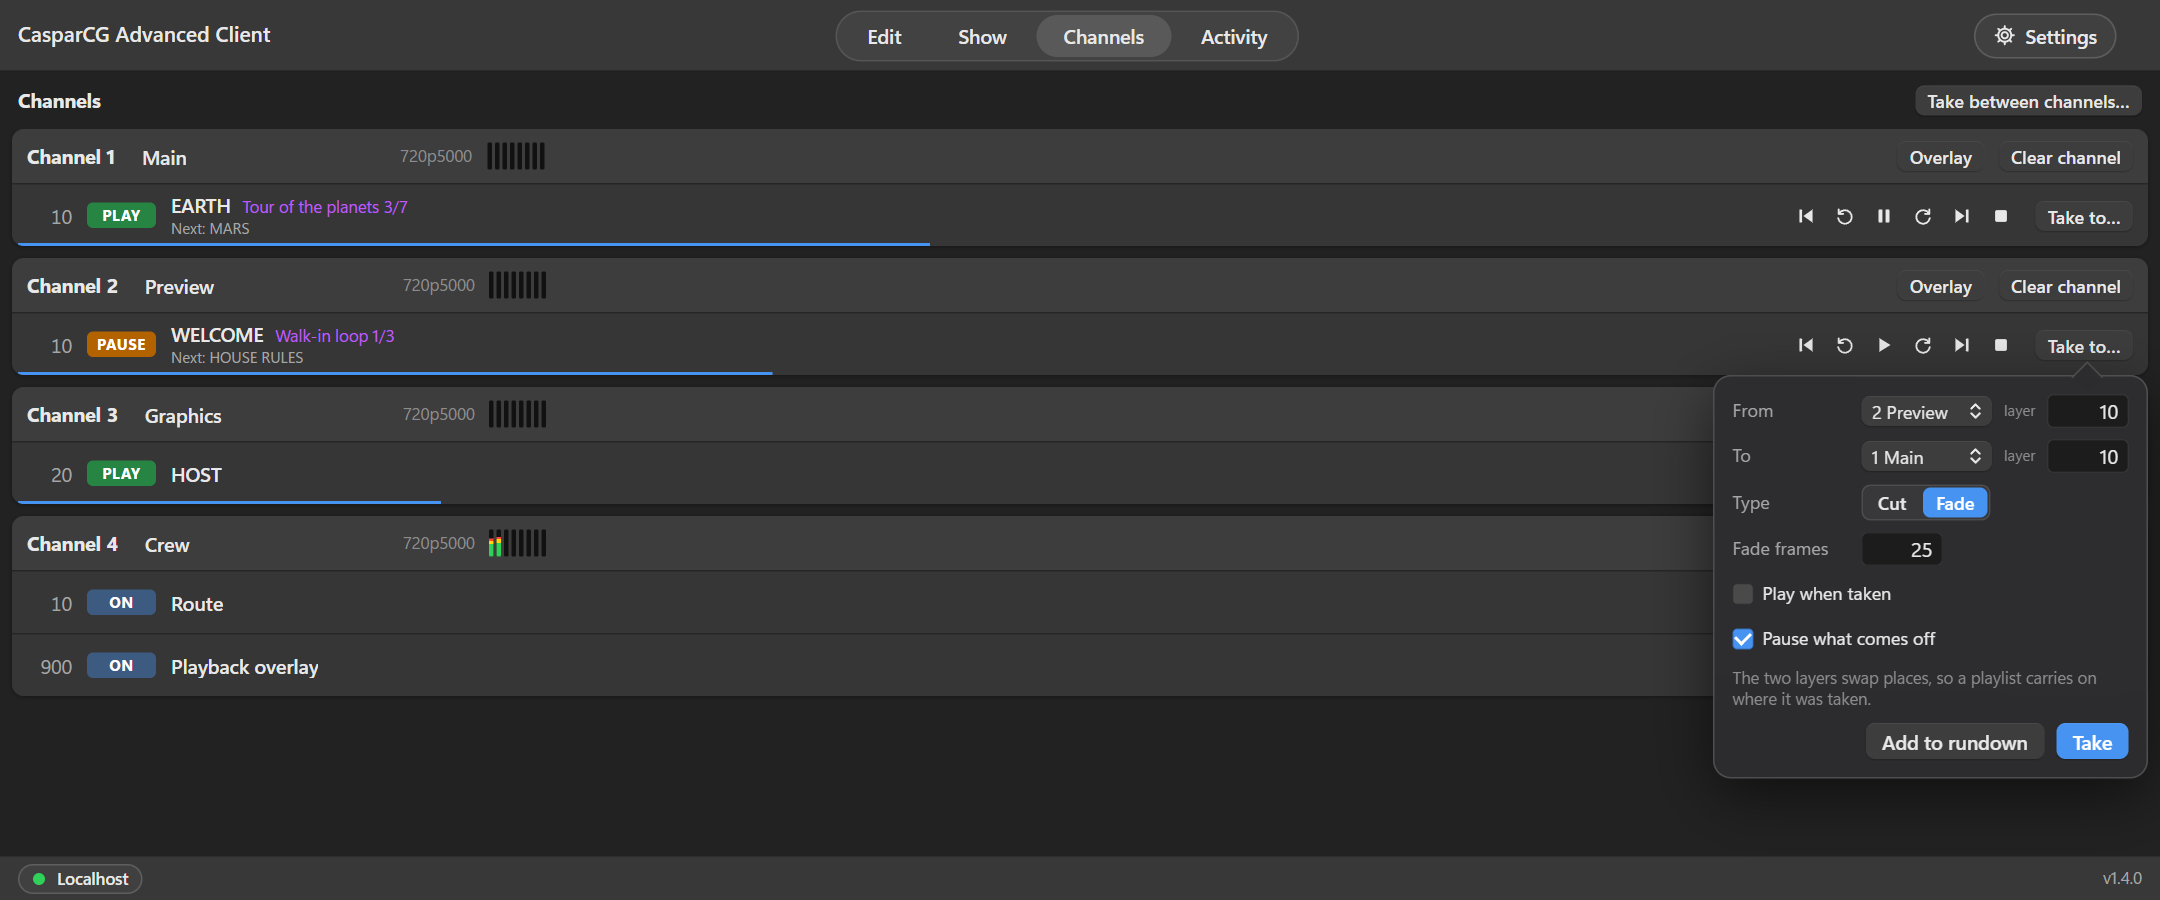 CasparCG Advanced Client
Edit
Show
Channels
Activity
Settings
Channels
Take between channels...
Channel 1
Main
720p5000
Overlay
Clear channel
10
PLAY
EARTH
Tour of the planets 3/7
Next: MARS
Take to...
Channel 2
Preview
720p5000
Overlay
Clear channel
10
PAUSE
WELCOME
Walk-in loop 1/3
Next: HOUSE RULES
Take to...
Channel 3
Graphics
720p5000
20
PLAY
HOST
Channel 4
Crew
720p5000
10
ON
Route
900
ON
Playback overlay
From
2 Preview
layer
10
To
1 Main
layer
10
Type
Cut
Fade
Fade frames
25
Play when taken
Pause what comes off
The two layers swap places, so a playlist carries on
where it was taken.
Add to rundown
Take
Localhost
v1.4.0